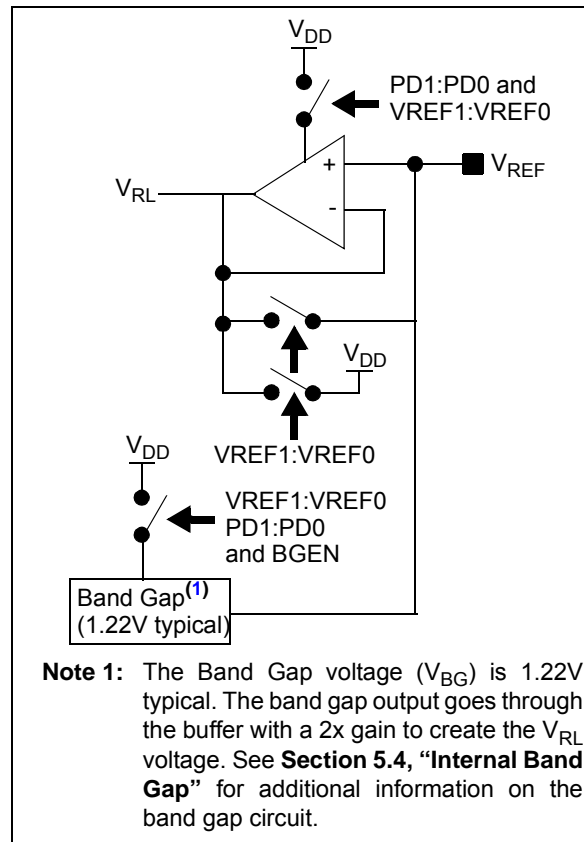 VDD
PD1:PD0 and
VREF1:VREF0
+
VREF
VRL
-
VDD
VREF1:VREF0
VDD
VREF1:VREF0
PD1:PD0
and BGEN
Band Gap(1)
(1.22V typical)
Note 1: The Band Gap voltage (VBG) is 1.22V
typical. The band gap output goes through
the buffer with a 2x gain to create the VRL
voltage. See Section 5.4, “Internal Band
Gap” for additional information on the
band gap circuit.